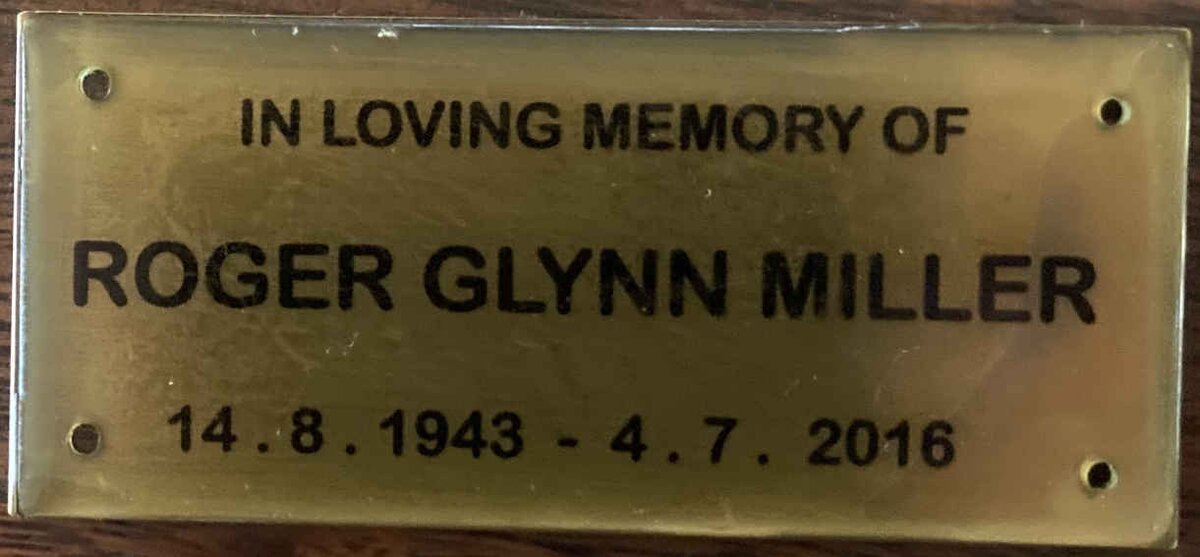 IN LOVING MEMORY OF
ROGER GLYNN MILLER
14 . 8 . 1943 - 4 . 7 . 2016